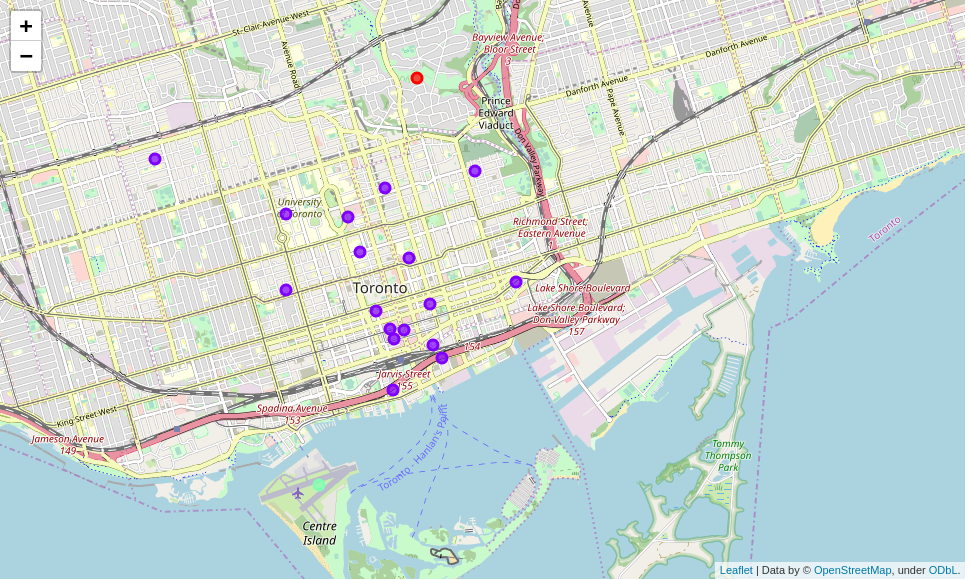 +
−
St-Clair-Avenue-West
Avenue Road
Bayview Avenue;
Bloor Street
3
Danforth Avenue
Danforth Avenue
Pape Avenue
Prince
Edward
Viaduct
Don Valley Parkway
University
Toronto
Richmond Street;
Eastern Avenue
Toronto
Lake Shore Boulevard
Lake Shore Boulevard;
Don Valley Parkway
157
154
Jarvis Street
155
Spadina Avenue
153
King Street West
Jameson Avenue
149
Toronto - Hanlan's Point
Toronto
Tommy
Thompson
Park
Centre
Island
Leaflet | Data by © OpenStreetMap, under ODbL.